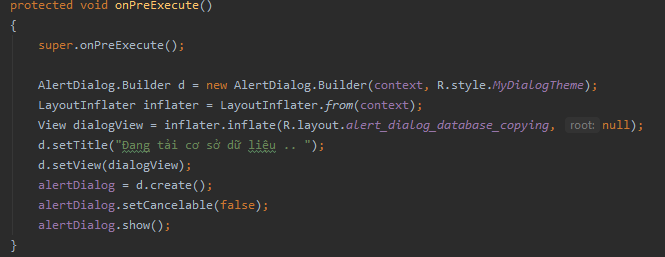 protected void onPreExecute()
{
super.onPreExecute();
AlertDialog.Builder d = new AlertDialog.Builder(context, R.style.MyDialogTheme);
LayoutInflater inflater = LayoutInflater.from(context);
View dialogView = inflater.inflate(R.layout.alert_dialog_database_copying, root: null);
d.setTitle("Đang tải cơ sở dữ liệu .. ");
d.setView(dialogView);
alertDialog = d.create();
alertDialog.setCancelable(false);
alertDialog.show();
}